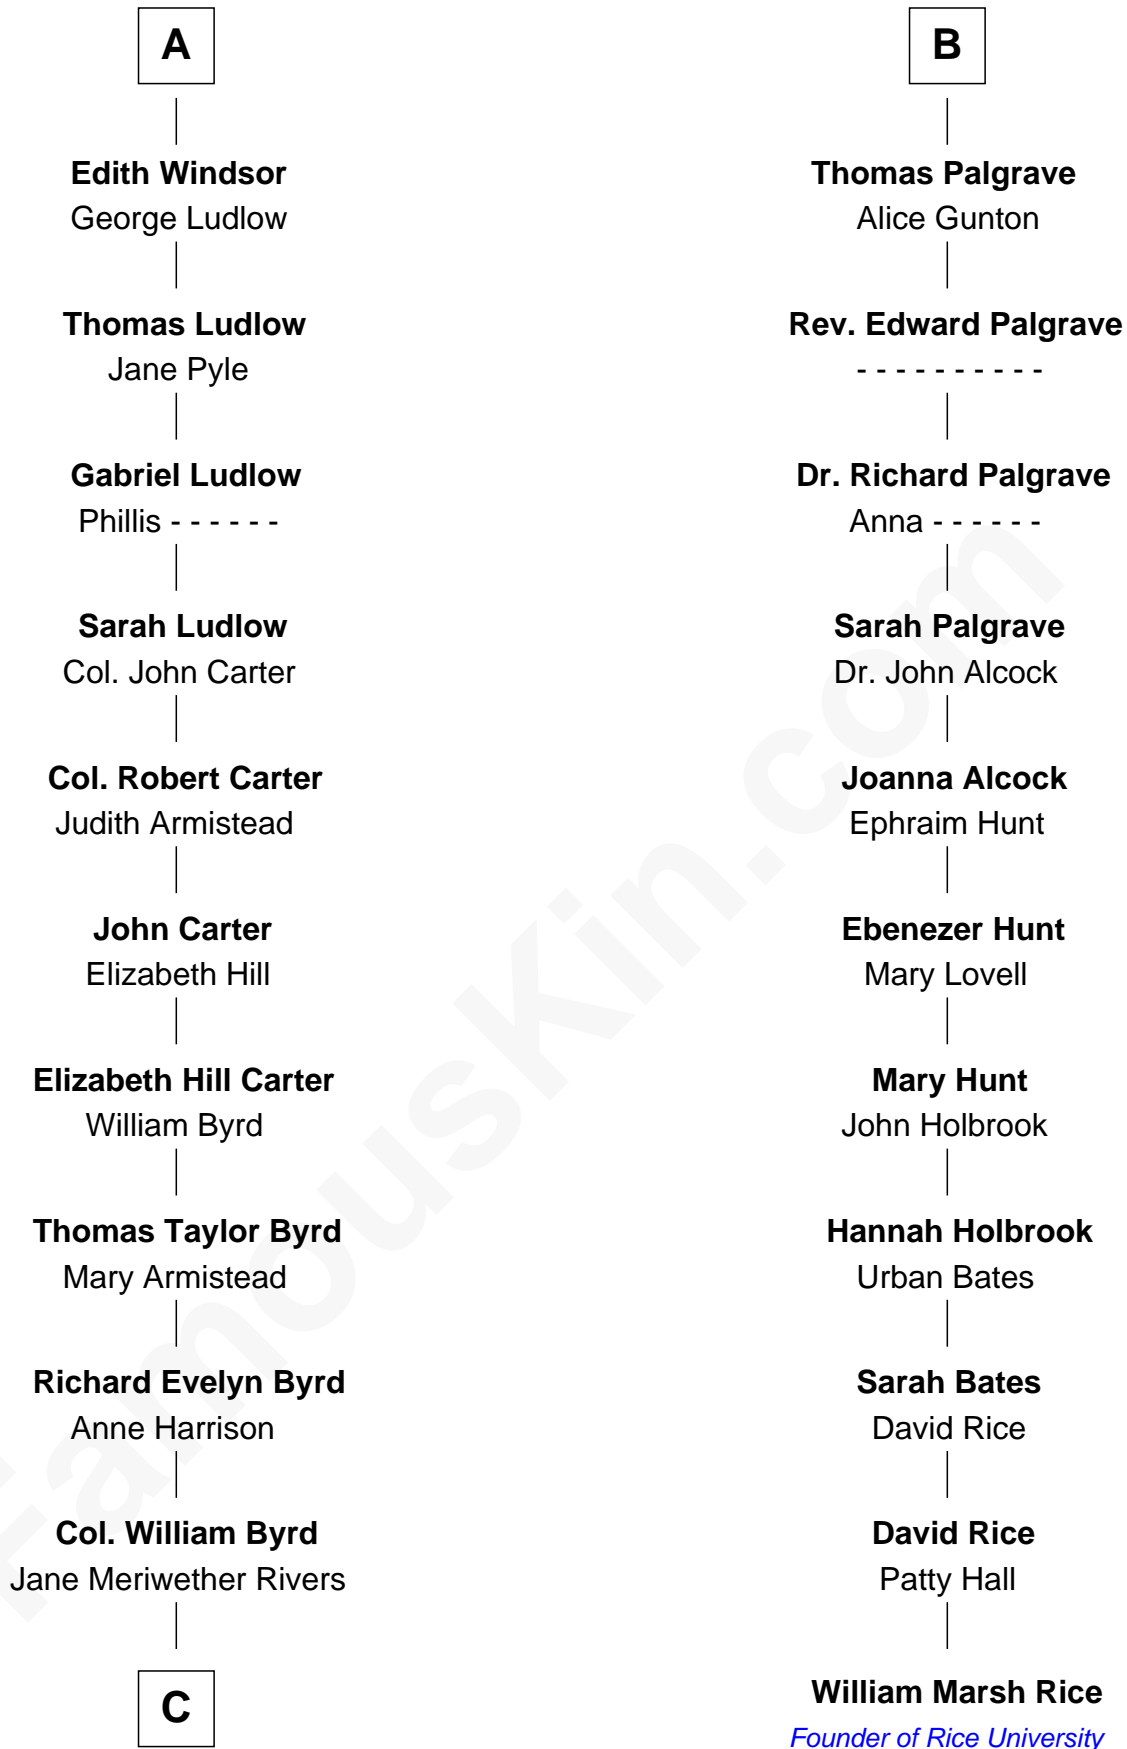 A
Edith Windsor
George Ludlow
Thomas Ludlow
Jane Pyle
Gabriel Ludlow
Phillis - - - - - -
Sarah Ludlow
Col. John Carter
Col. Robert Carter
Judith Armistead
John Carter
Elizabeth Hill
Elizabeth Hill Carter
William Byrd
Thomas Taylor Byrd
Mary Armistead
Richard Evelyn Byrd
Anne Harrison
Col. William Byrd
Jane Meriwether Rivers
C
B
Thomas Palgrave
Alice Gunton
Rev. Edward Palgrave
- - - - - - - - - -
Dr. Richard Palgrave
Anna - - - - - -
Sarah Palgrave
Dr. John Alcock
Joanna Alcock
Ephraim Hunt
Ebenezer Hunt
Mary Lovell
Mary Hunt
John Holbrook
Hannah Holbrook
Urban Bates
Sarah Bates
David Rice
David Rice
Patty Hall
William Marsh Rice
Founder of Rice University
FamousKin.com